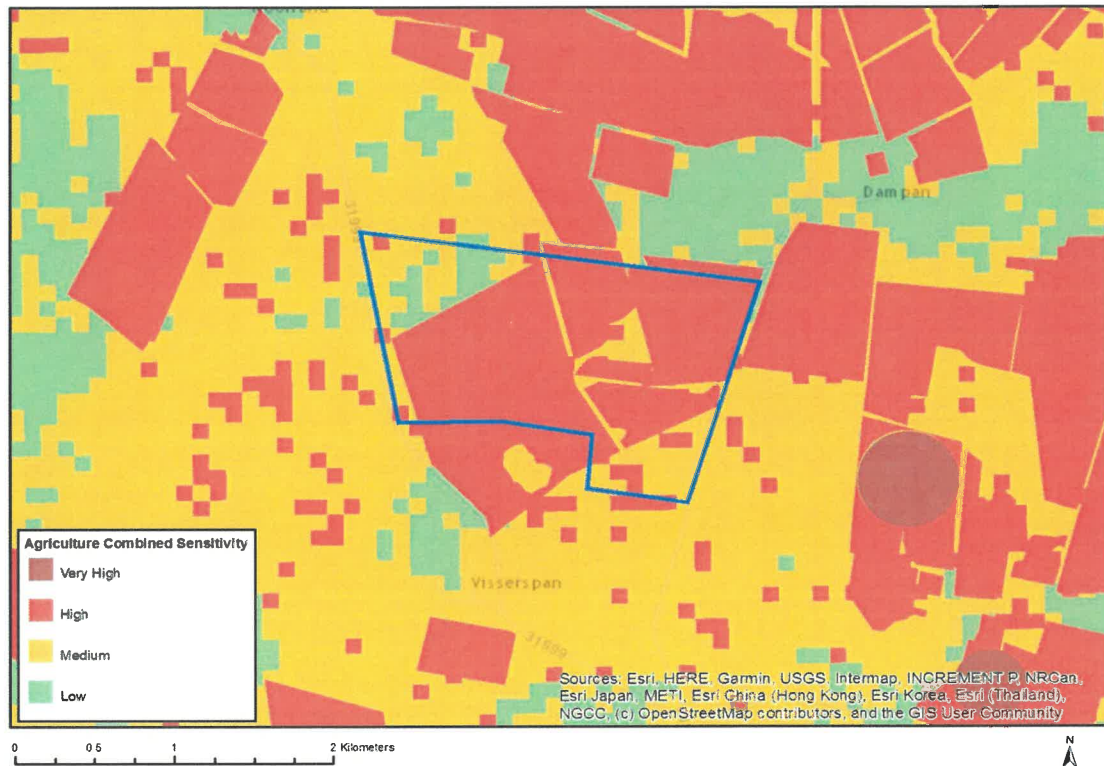 Dampan
Visserspan
31999
Agriculture Combined Sensitivity
Very High
High
Medium
Low
Sources: Esri, HERE, Garmin, USGS, Intermap, INCREMENT P, NRCan,
Esri Japan, METI, Esri China (Hong Kong), Esri Korea, Esri (Thailand),
NGCC, (c) OpenStreetMap contributors, and the GIS User Community
0 0.5 1 2 Kilometers
N